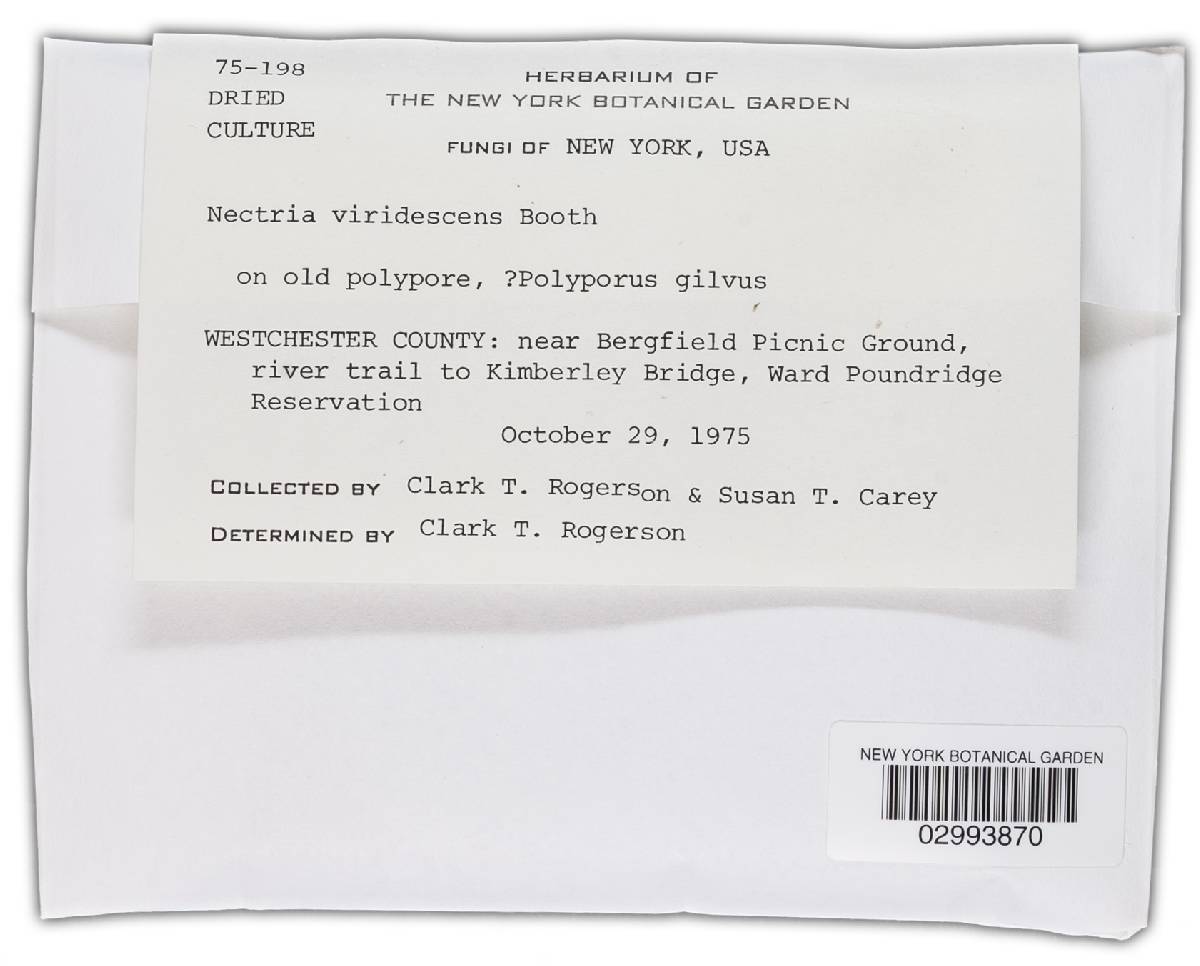 75-198
DRIED
CULTURE
HERBARIUM OF
THE NEW YORK BOTANICAL GARDEN
FUNGI OF NEW YORK, USA
Nectria viridescens Booth
on old polypore, ?Polyporus gilvus
WESTCHESTER COUNTY: near Bergfield Picnic Ground,
river trail to Kimberley Bridge, Ward Poundridge
Reservation
October 29, 1975
COLLECTED BY Clark T. Rogerson & Susan T. Carey
DETERMINED BY Clark T. Rogerson
NEW YORK BOTANICAL GARDEN
02993870